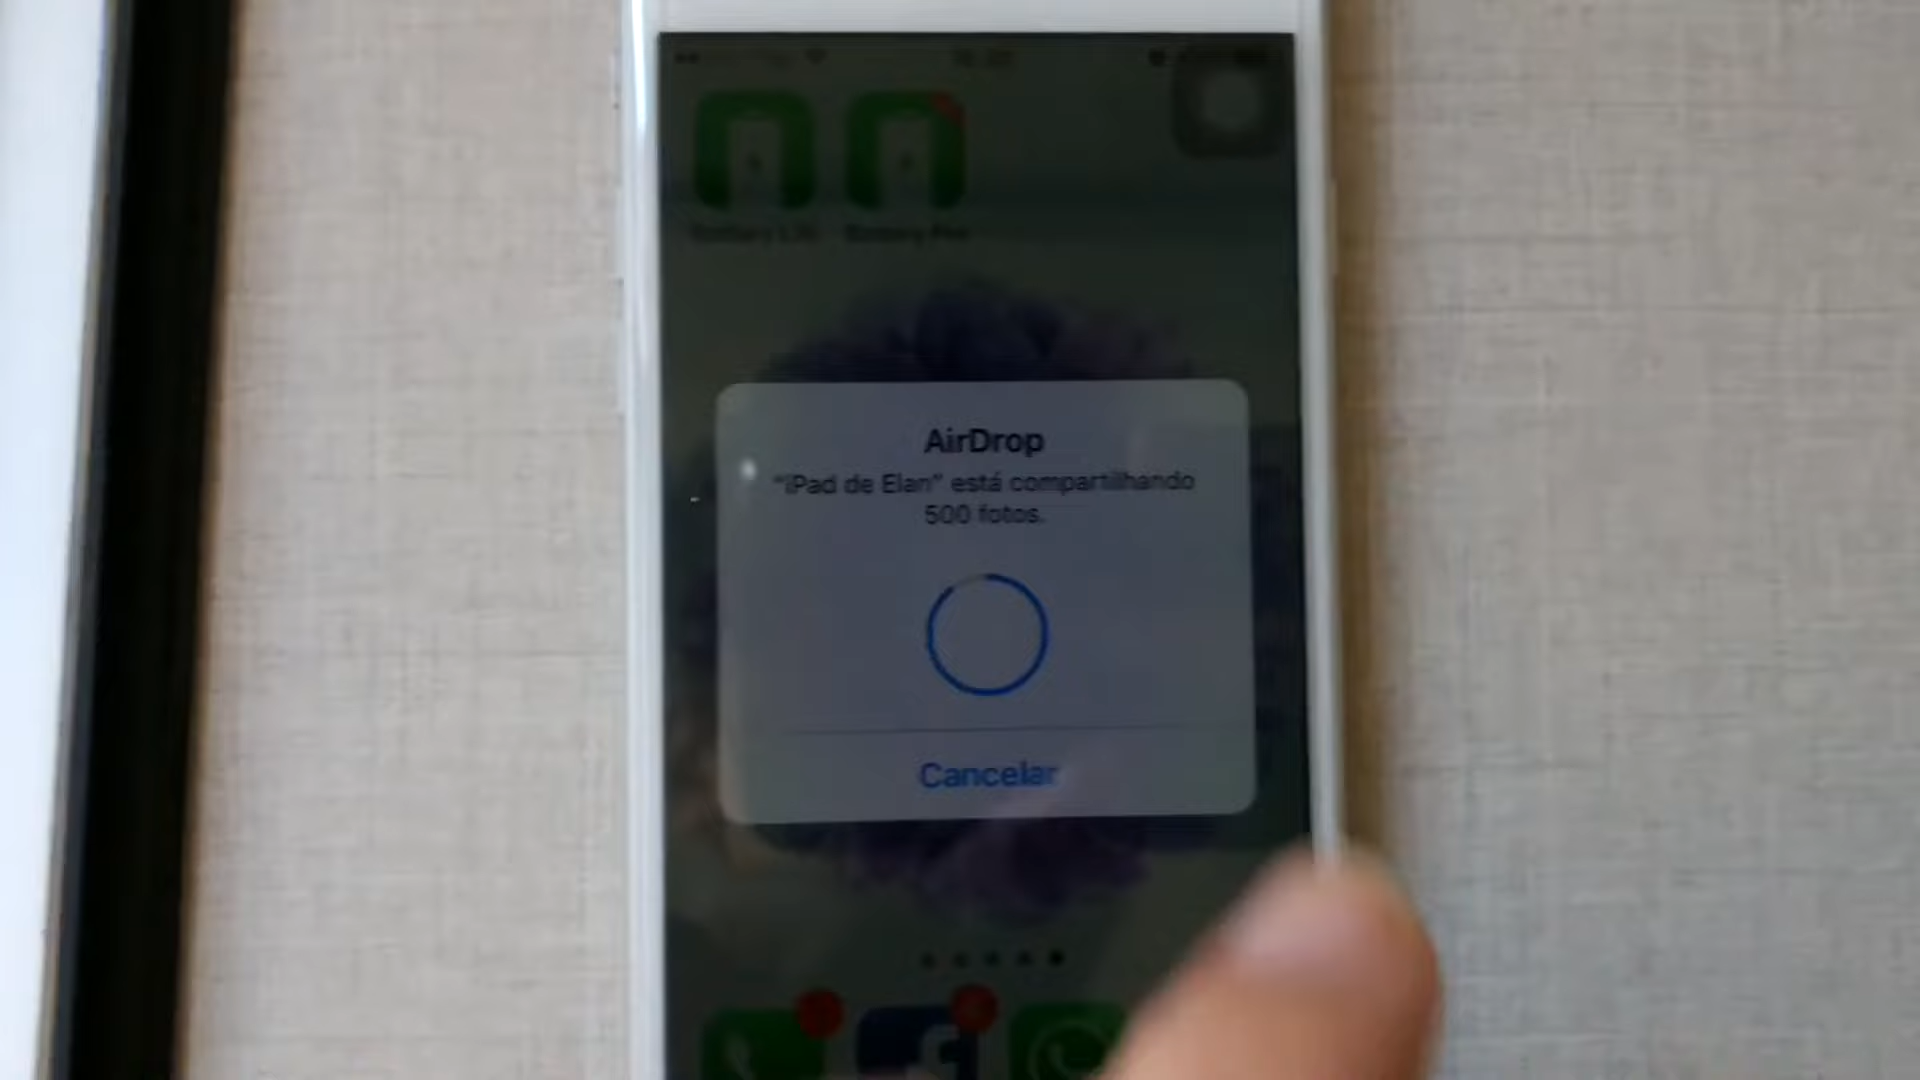 AirDrop
"iPad de Elan" está compartilhando
500 fotos.
Cancelar